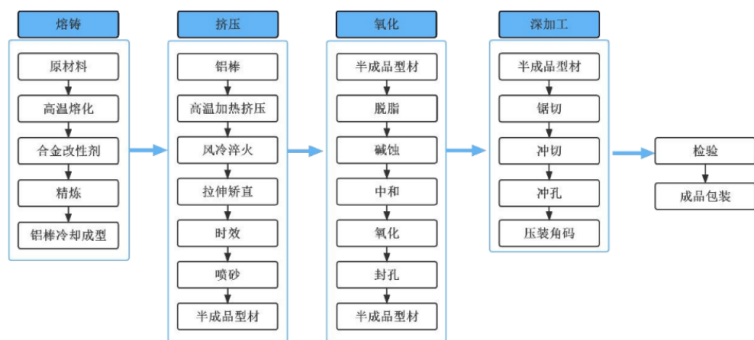 熔铸
原材料
高温熔化
合金改性剂
精炼
铝棒冷却成型
挤压
铝棒
高温加热挤压
风冷淬火
拉伸矫直
时效
喷砂
半成品型材
氧化
半成品型材
脱脂
碱蚀
中和
氧化
封孔
半成品型材
深加工
半成品型材
锯切
冲切
冲孔
压装角码
检验
成品包装